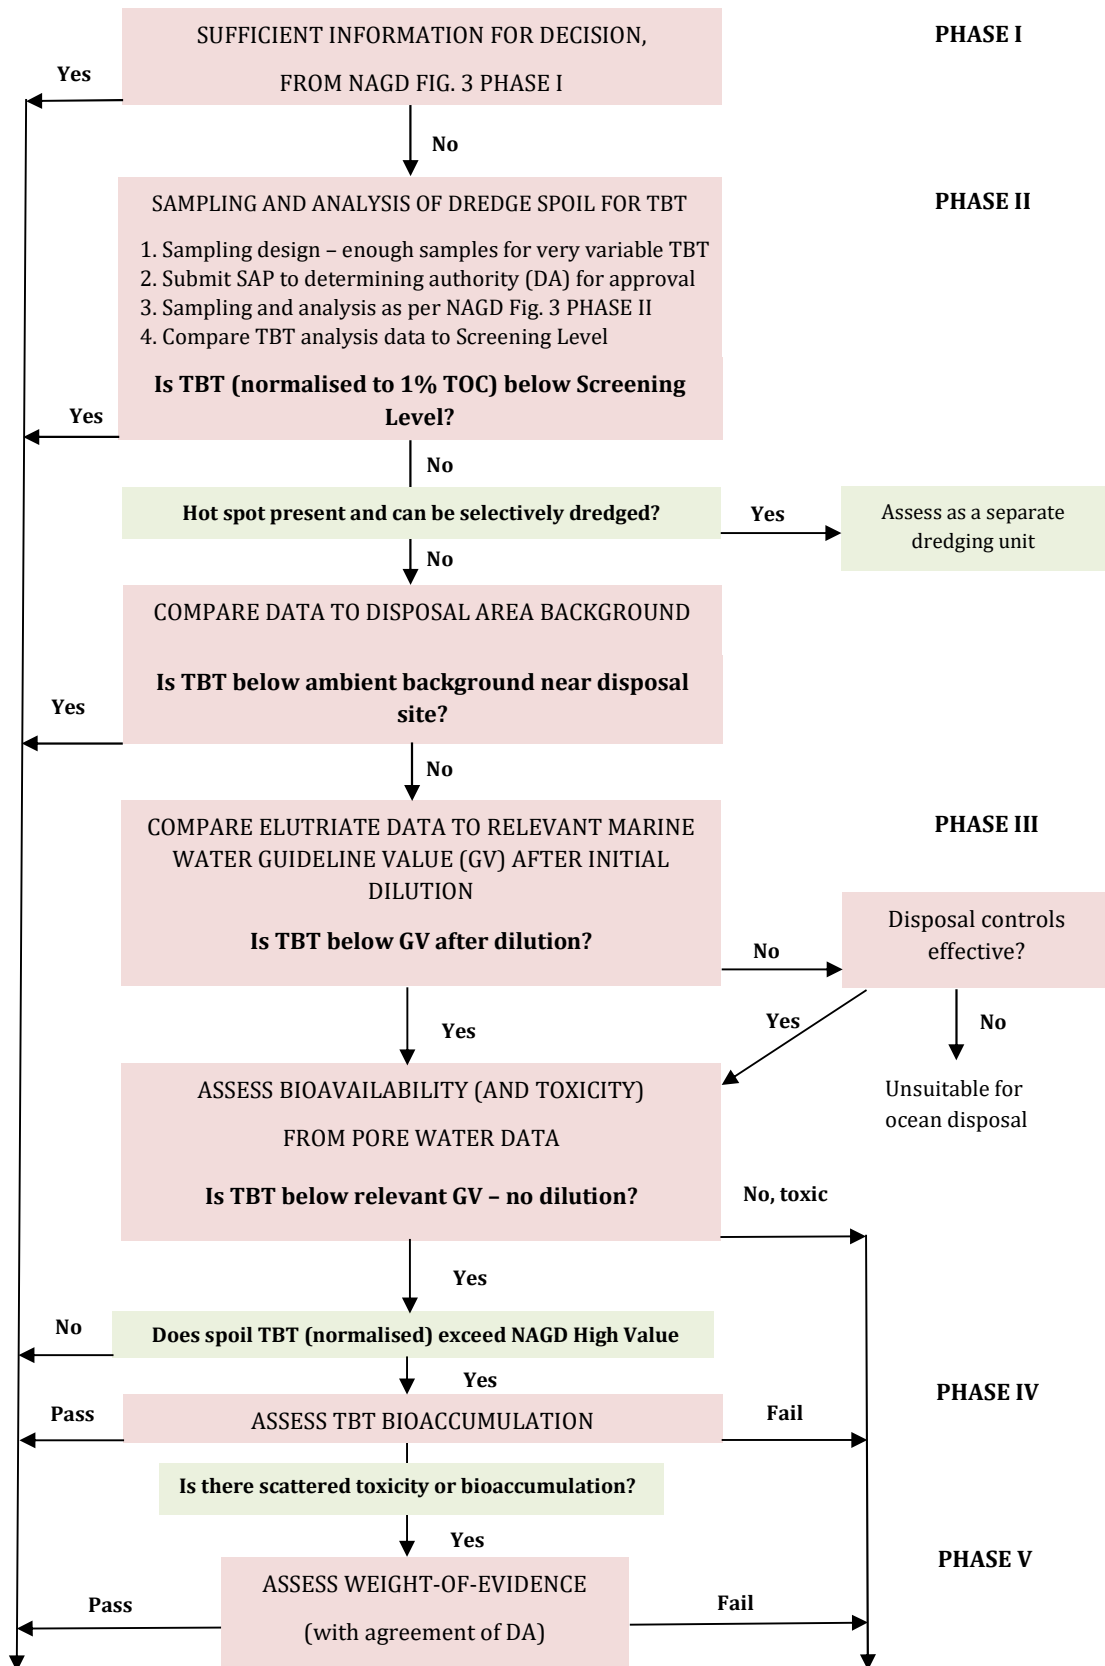 SUFFICIENT INFORMATION FOR DECISION,
FROM NAGD FIG. 3 PHASE I
PHASE I
Yes
No
SAMPLING AND ANALYSIS OF DREDGE SPOIL FOR TBT
PHASE II
1. Sampling design – enough samples for very variable TBT
2. Submit SAP to determining authority (DA) for approval
3. Sampling and analysis as per NAGD Fig. 3 PHASE II
4. Compare TBT analysis data to Screening Level
Is TBT (normalised to 1% TOC) below Screening
Level?
Yes
No
Hot spot present and can be selectively dredged?
Yes
Assess as a separate
dredging unit
No
COMPARE DATA TO DISPOSAL AREA BACKGROUND
Is TBT below ambient background near disposal
site?
Yes
No
COMPARE ELUTRIATE DATA TO RELEVANT MARINE
WATER GUIDELINE VALUE (GV) AFTER INITIAL
DILUTION
PHASE III
Is TBT below GV after dilution?
No
Disposal controls
effective?
Yes
Yes
No
Unsuitable for
ocean disposal
ASSESS BIOAVAILABILITY (AND TOXICITY)
FROM PORE WATER DATA
Is TBT below relevant GV – no dilution?
No, toxic
Yes
No
Does spoil TBT (normalised) exceed NAGD High Value
Yes
PHASE IV
Pass
ASSESS TBT BIOACCUMULATION
Fail
Is there scattered toxicity or bioaccumulation?
Yes
PHASE V
ASSESS WEIGHT-OF-EVIDENCE
(with agreement of DA)
Pass
Fail